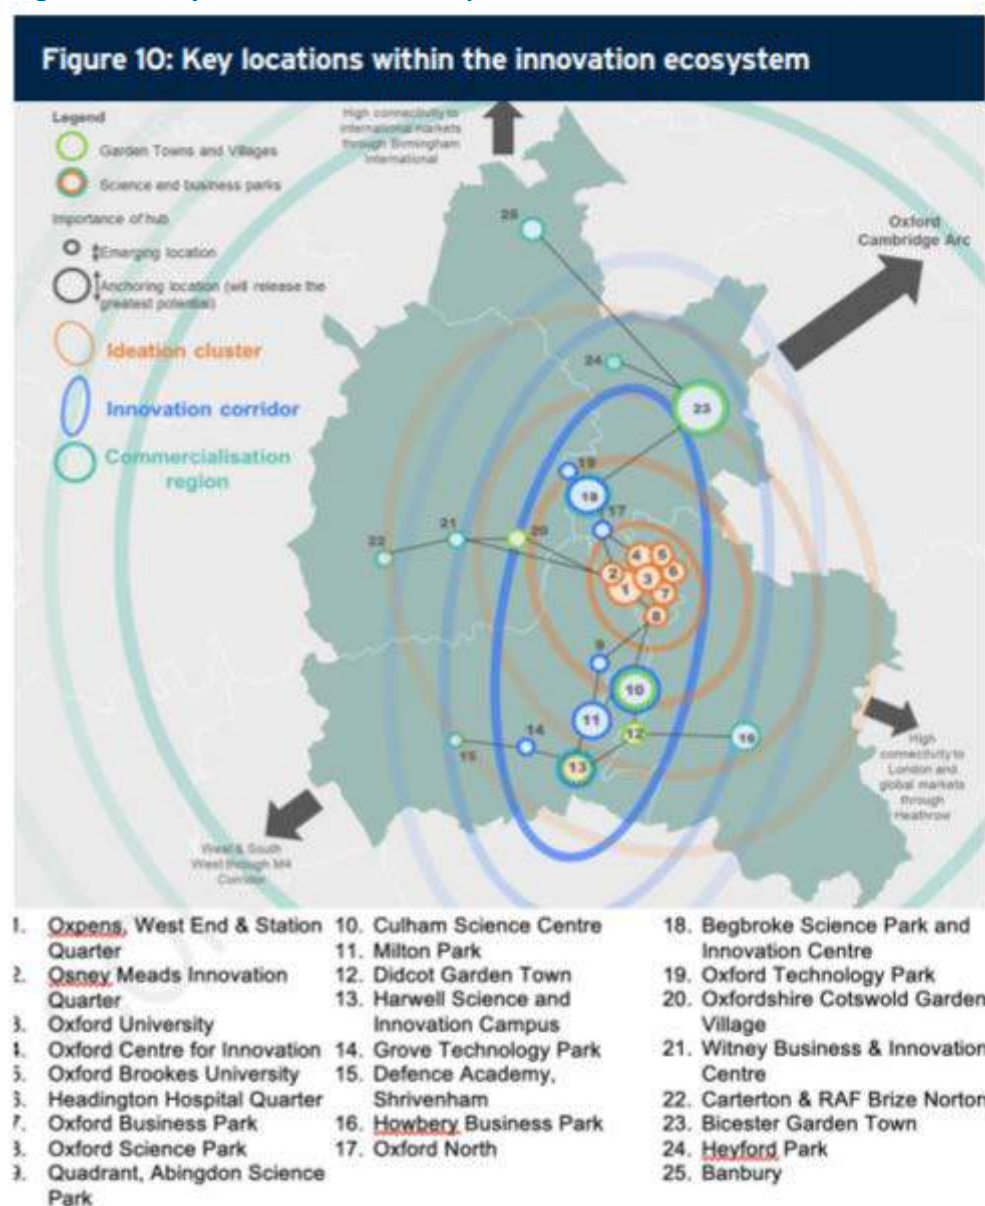 Figure 10: Key locations within the innovation ecosystem
Legend
Garden Towns and Villages
Science and business parks
Importance of hub
Emerging location
Anchoring location (will release the
greatest potential)
Ideation cluster
Innovation corridor
Commercialisation
region
High connectivity to
international markets
through Birmingham
International
Oxford
Cambridge Arc
25
24
23
19
18
17
22
21
20
4
5
2
3
6
1
7
8
9
10
11
12
14
13
15
16
High
connectivity to
London and
global markets
through
Heathrow
West & South
West through M4
Corridor
1. Oxpens, West End & Station
Quarter
2. Osney Meads Innovation
Quarter
3. Oxford University
4. Oxford Centre for Innovation
5. Oxford Brookes University
6. Headington Hospital Quarter
7. Oxford Business Park
8. Oxford Science Park
9. Quadrant, Abingdon Science
Park
10. Culham Science Centre
11. Milton Park
12. Didcot Garden Town
13. Harwell Science and
Innovation Campus
14. Grove Technology Park
15. Defence Academy,
Shrivenham
16. Howbery Business Park
17. Oxford North
18. Begbroke Science Park and
Innovation Centre
19. Oxford Technology Park
20. Oxfordshire Cotswold Garden
Village
21. Witney Business & Innovation
Centre
22. Carterton & RAF Brize Norton
23. Bicester Garden Town
24. Heyford Park
25. Banbury